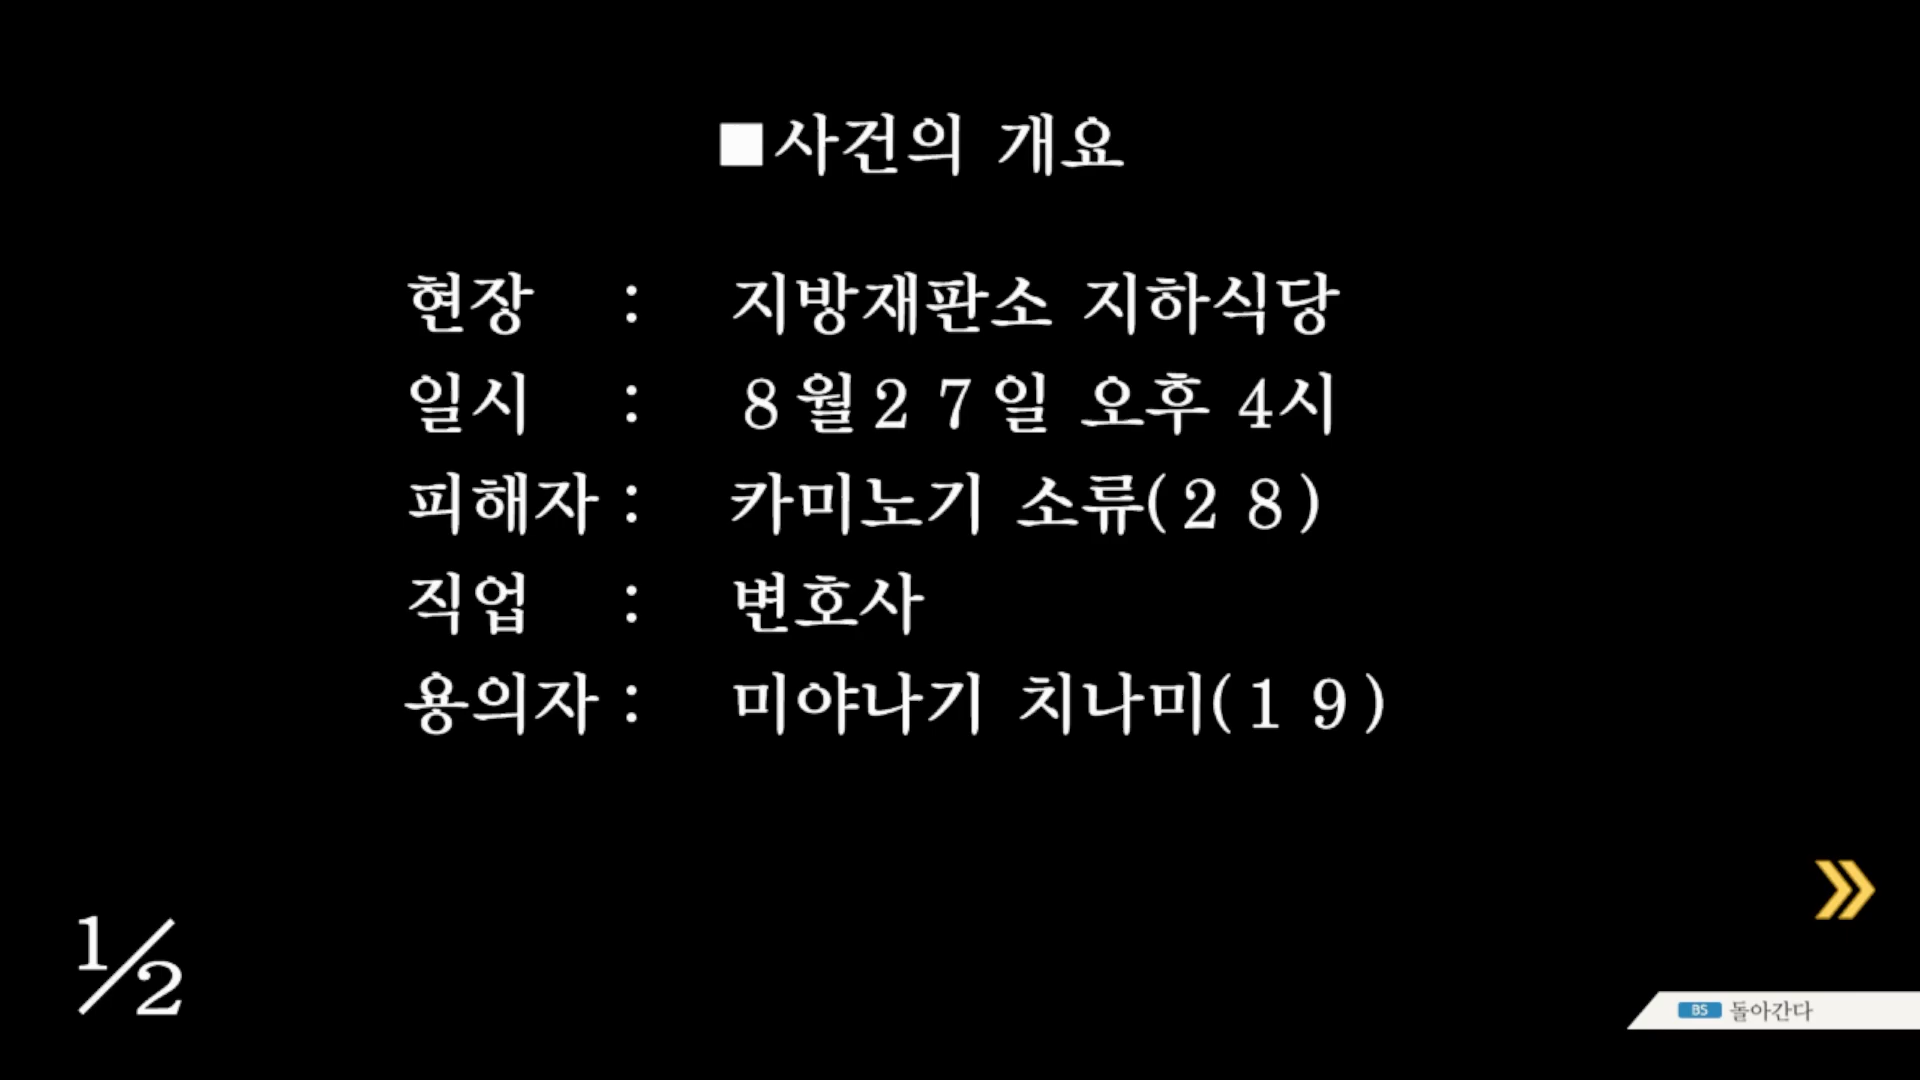 ■사건의 개요
현장 : 지방재판소 지하식당
일시 : 8월27일 오후 4시
피해자 : 카미노기 소류(28)
직업 : 변호사
용의자 : 미야나기 치나미(19)
1/2
BS 돌아간다